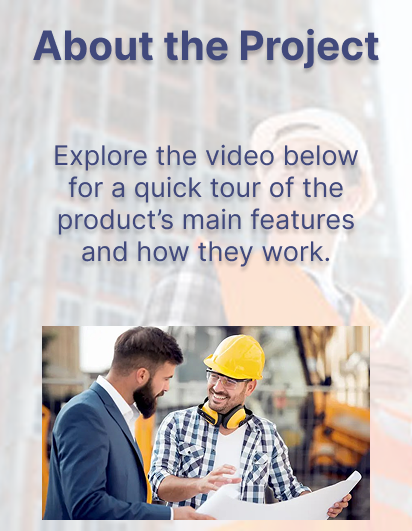 About the Project
Explore the video below
for a quick tour of the
product’s main features
and how they work.